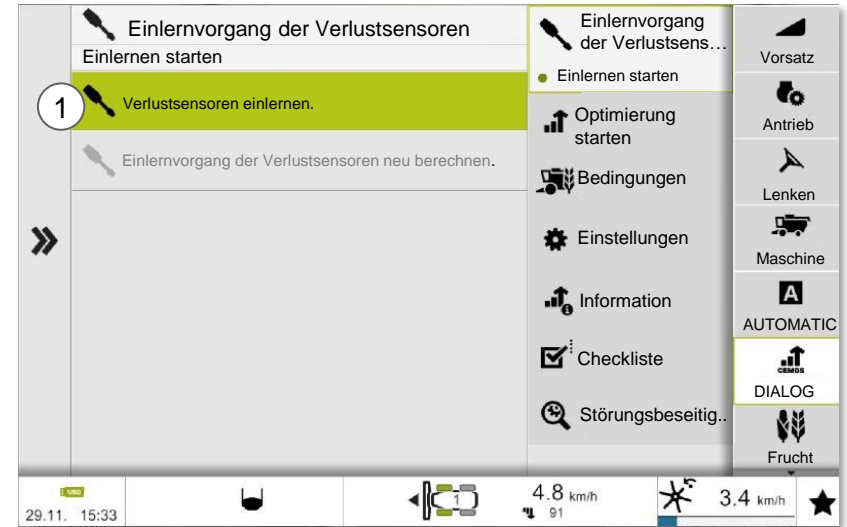 Einlernvorgang der Verlustsensoren
Einlernen starten
1
Verlustsensoren einlernen.
Einlernvorgang der Verlustsensoren neu berechnen.
Einlernvorgang
der Verlustsens...
Einlernen starten
Optimierung
starten
Bedingungen
Einstellungen
Information
Checkliste
Störungsbeseitig..
Vorsatz
Antrieb
Lenken
Maschine
A
AUTOMATIC
CEMOS
DIALOG
Frucht
USD
29.11. 15:33
1
4.8 km/h
91
3.4 km/h